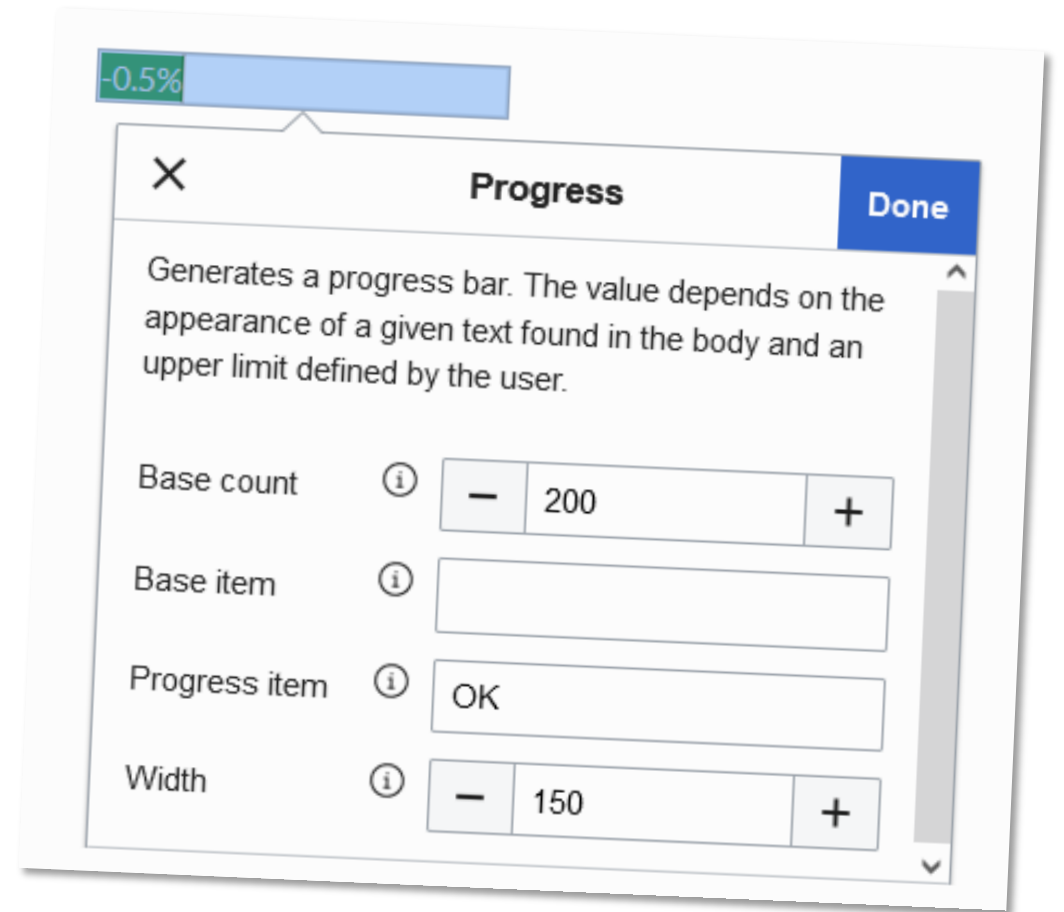 -0.5%
Progress
Done
Generates a progress bar. The value depends on the
appearance of a given text found in the body and an
upper limit defined by the user.
Base count
200
Base item
Progress item
OK
Width
150